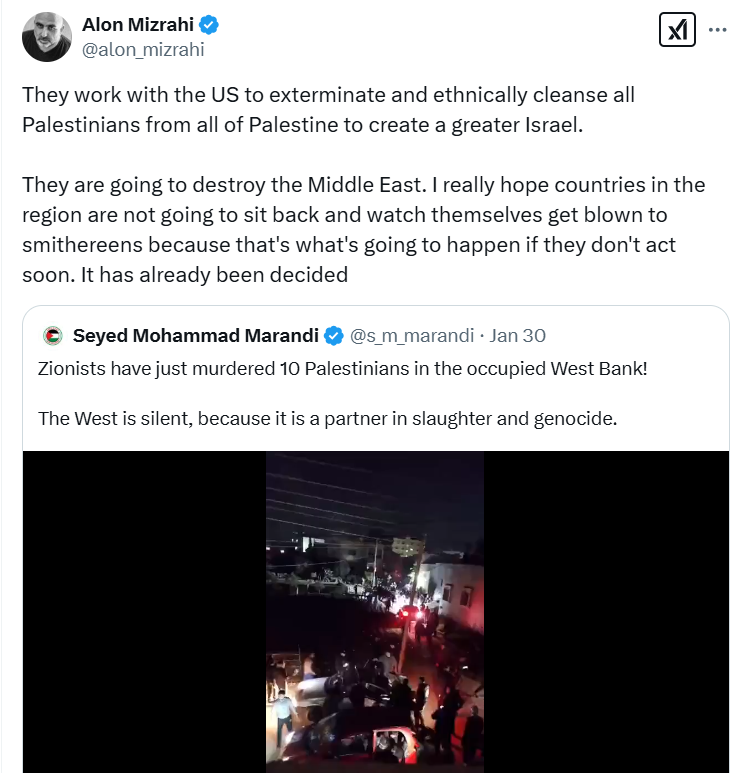 Alon Mizrahi
@alon_mizrahi
They work with the US to exterminate and ethnically cleanse all
Palestinians from all of Palestine to create a greater Israel.
They are going to destroy the Middle East. I really hope countries in the
region are not going to sit back and watch themselves get blown to
smithereens because that's what's going to happen if they don't act
soon. It has already been decided
Seyed Mohammad Marandi @s_m_marandi · Jan 30
Zionists have just murdered 10 Palestinians in the occupied West Bank!
The West is silent, because it is a partner in slaughter and genocide.